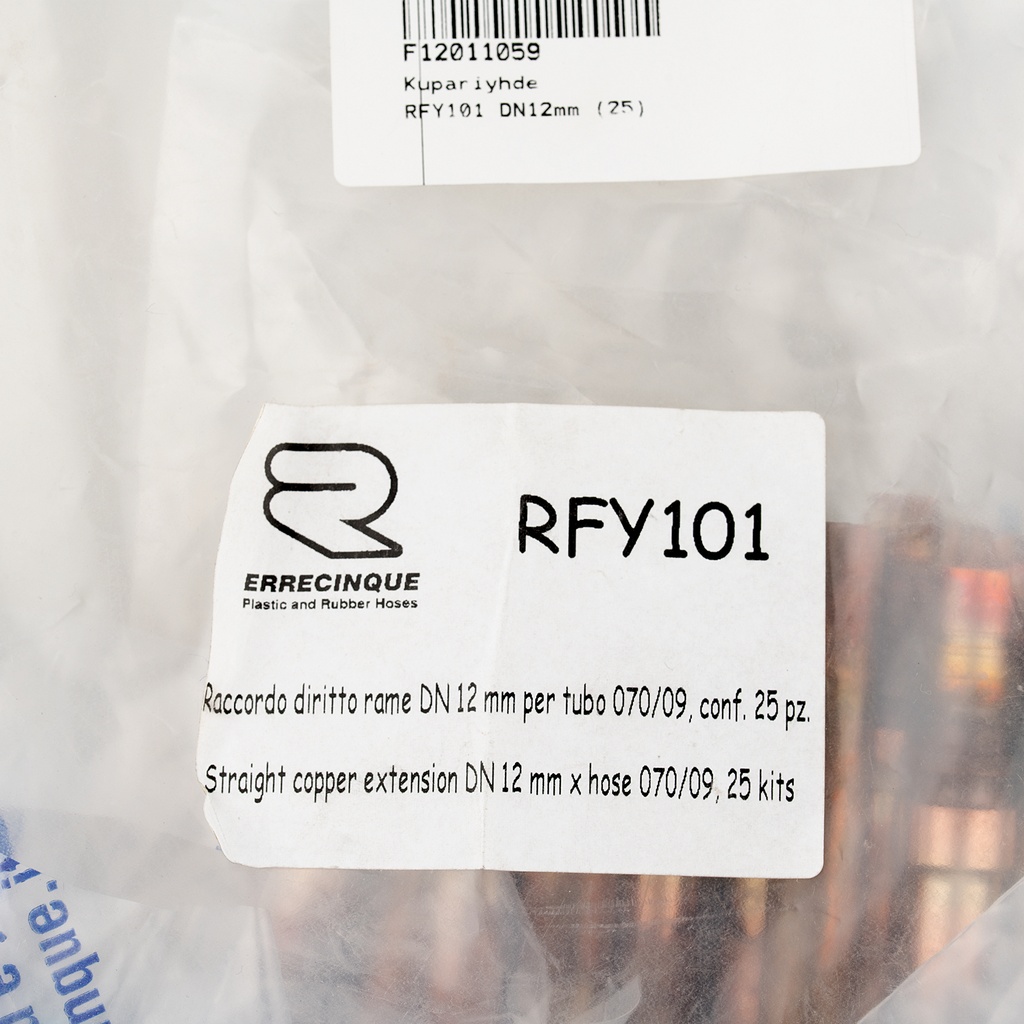 F12011059
Kupariyhde
RFY101 DN12mm (25)
RFY101
ERRECINQUE
Plastic and Rubber Hoses
Raccordo diritto rame DN 12 mm per tubo 070/09, conf. 25 pz.
Straight copper extension DN 12 mm x hose 070/09, 25 kits